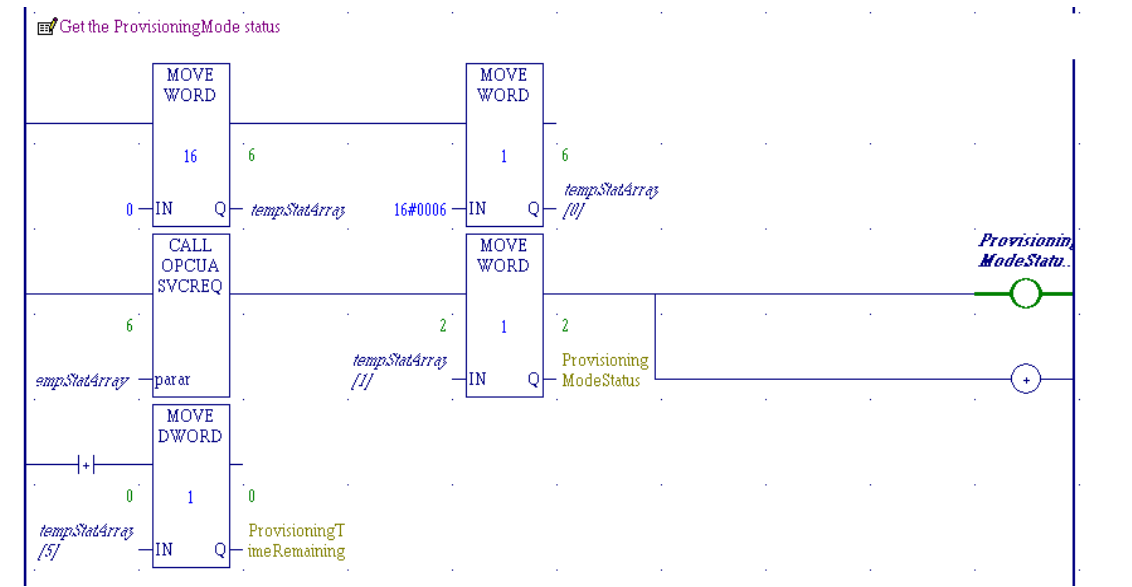 Get the ProvisioningMode status
MOVE
WORD
MOVE
WORD
16
6
1
6
0
IN
Q
tempStatArray
16#0006
IN
Q
tempStatArray
[0]
CALL
OPCUA
SVCREQ
MOVE
WORD
Provisionin
ModeStatu..
6
2
1
2
empStatArray
parar
tempStatArray
[1]
IN
Q
Provisioning
ModeStatus
+
MOVE
DWORD
+
0
1
0
tempStatArray
[5]
IN
Q
ProvisioningT
imeRemaining